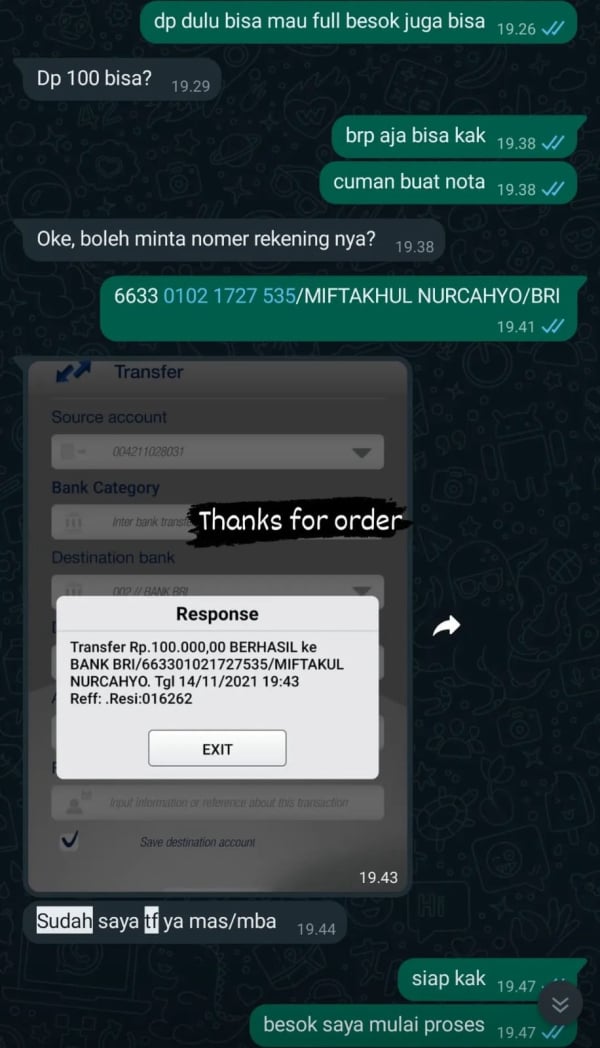 dp dulu bisa mau full besok juga bisa 19.26
Dp 100 bisa? 19.29
brp aja bisa kak 19.38
cuman buat nota 19.38
Oke, boleh minta nomer rekening nya? 19.38
6633 0102 1727 535/MIFTAKHUL NURCAHYO/BRI
19.41
Transfer
Source account
004211028031
Bank Category
Inter bank transfe
Thanks for order
Destination bank
002 // BANK BRI
Response
Transfer Rp.100.000,00 BERHASIL ke
BANK BRI/663301021727535/MIFTAKUL
NURCAHYO. Tgl 14/11/2021 19:43
Reff: .Resi:016262
EXIT
Input information or reference about this transaction
Save destination account
19.43
Sudah saya tf ya mas/mba 19.44
siap kak 19.47
besok saya mulai proses 19.47